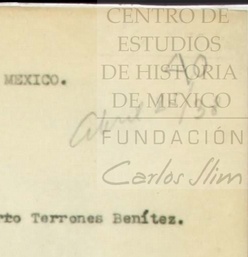 CENTRO DE
ESTUDIOS
DE HISTORIA
MEXICO.
DE MEXICO
FUNDACIÓN
Carlos Slim
rto Terrones Benítez.